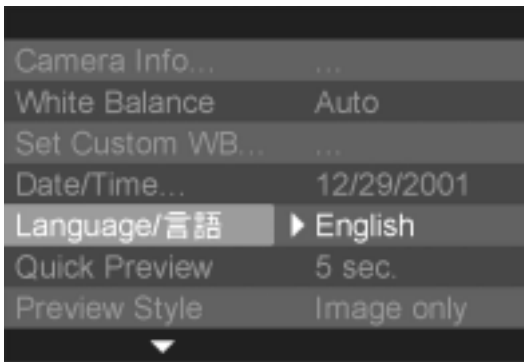 Camera Info... ...
White Balance Auto
Set Custom WB... ...
Date/Time... 12/29/2001
Language/言語 English
Quick Preview 5 sec.
Preview Style Image only